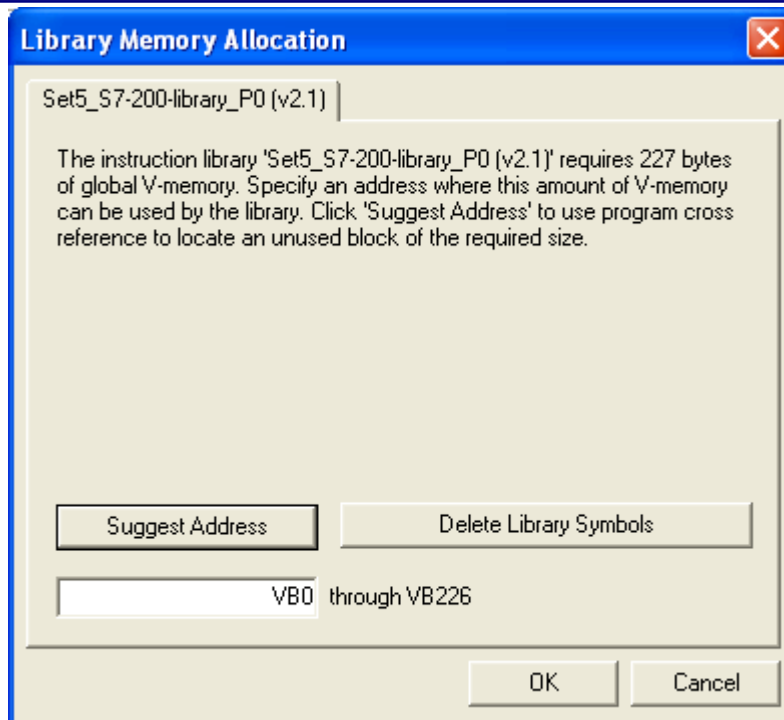 Library Memory Allocation
Set5_S7-200-library_P0 (v2.1)
The instruction library 'Set5_S7-200-library_P0 (v2.1)' requires 227 bytes
of global V-memory. Specify an address where this amount of V-memory
can be used by the library. Click 'Suggest Address' to use program cross
reference to locate an unused block of the required size.
Suggest Address
Delete Library Symbols
VB0 through VB226
OK
Cancel